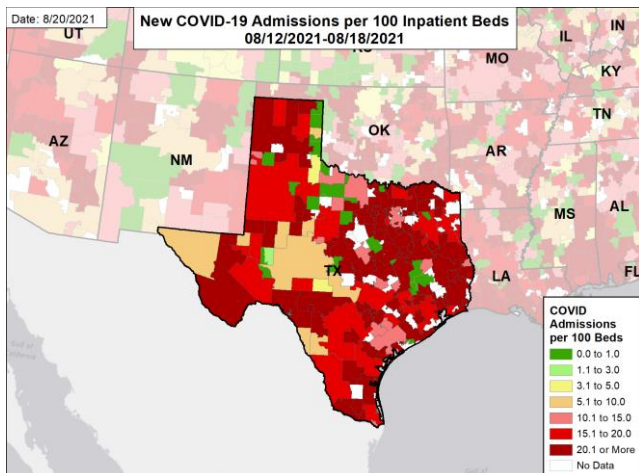 Date: 8/20/2021
New COVID-19 Admissions per 100 Inpatient Beds
08/12/2021-08/18/2021
UT
MO
IL
IN
KY
TN
AZ
NM
OK
AR
MS
AL
TX
LA
FL
COVID
Admissions
per 100 Beds
0.0 to 1.0
1.1 to 3.0
3.1 to 5.0
5.1 to 10.0
10.1 to 15.0
15.1 to 20.0
20.1 or More
No Data